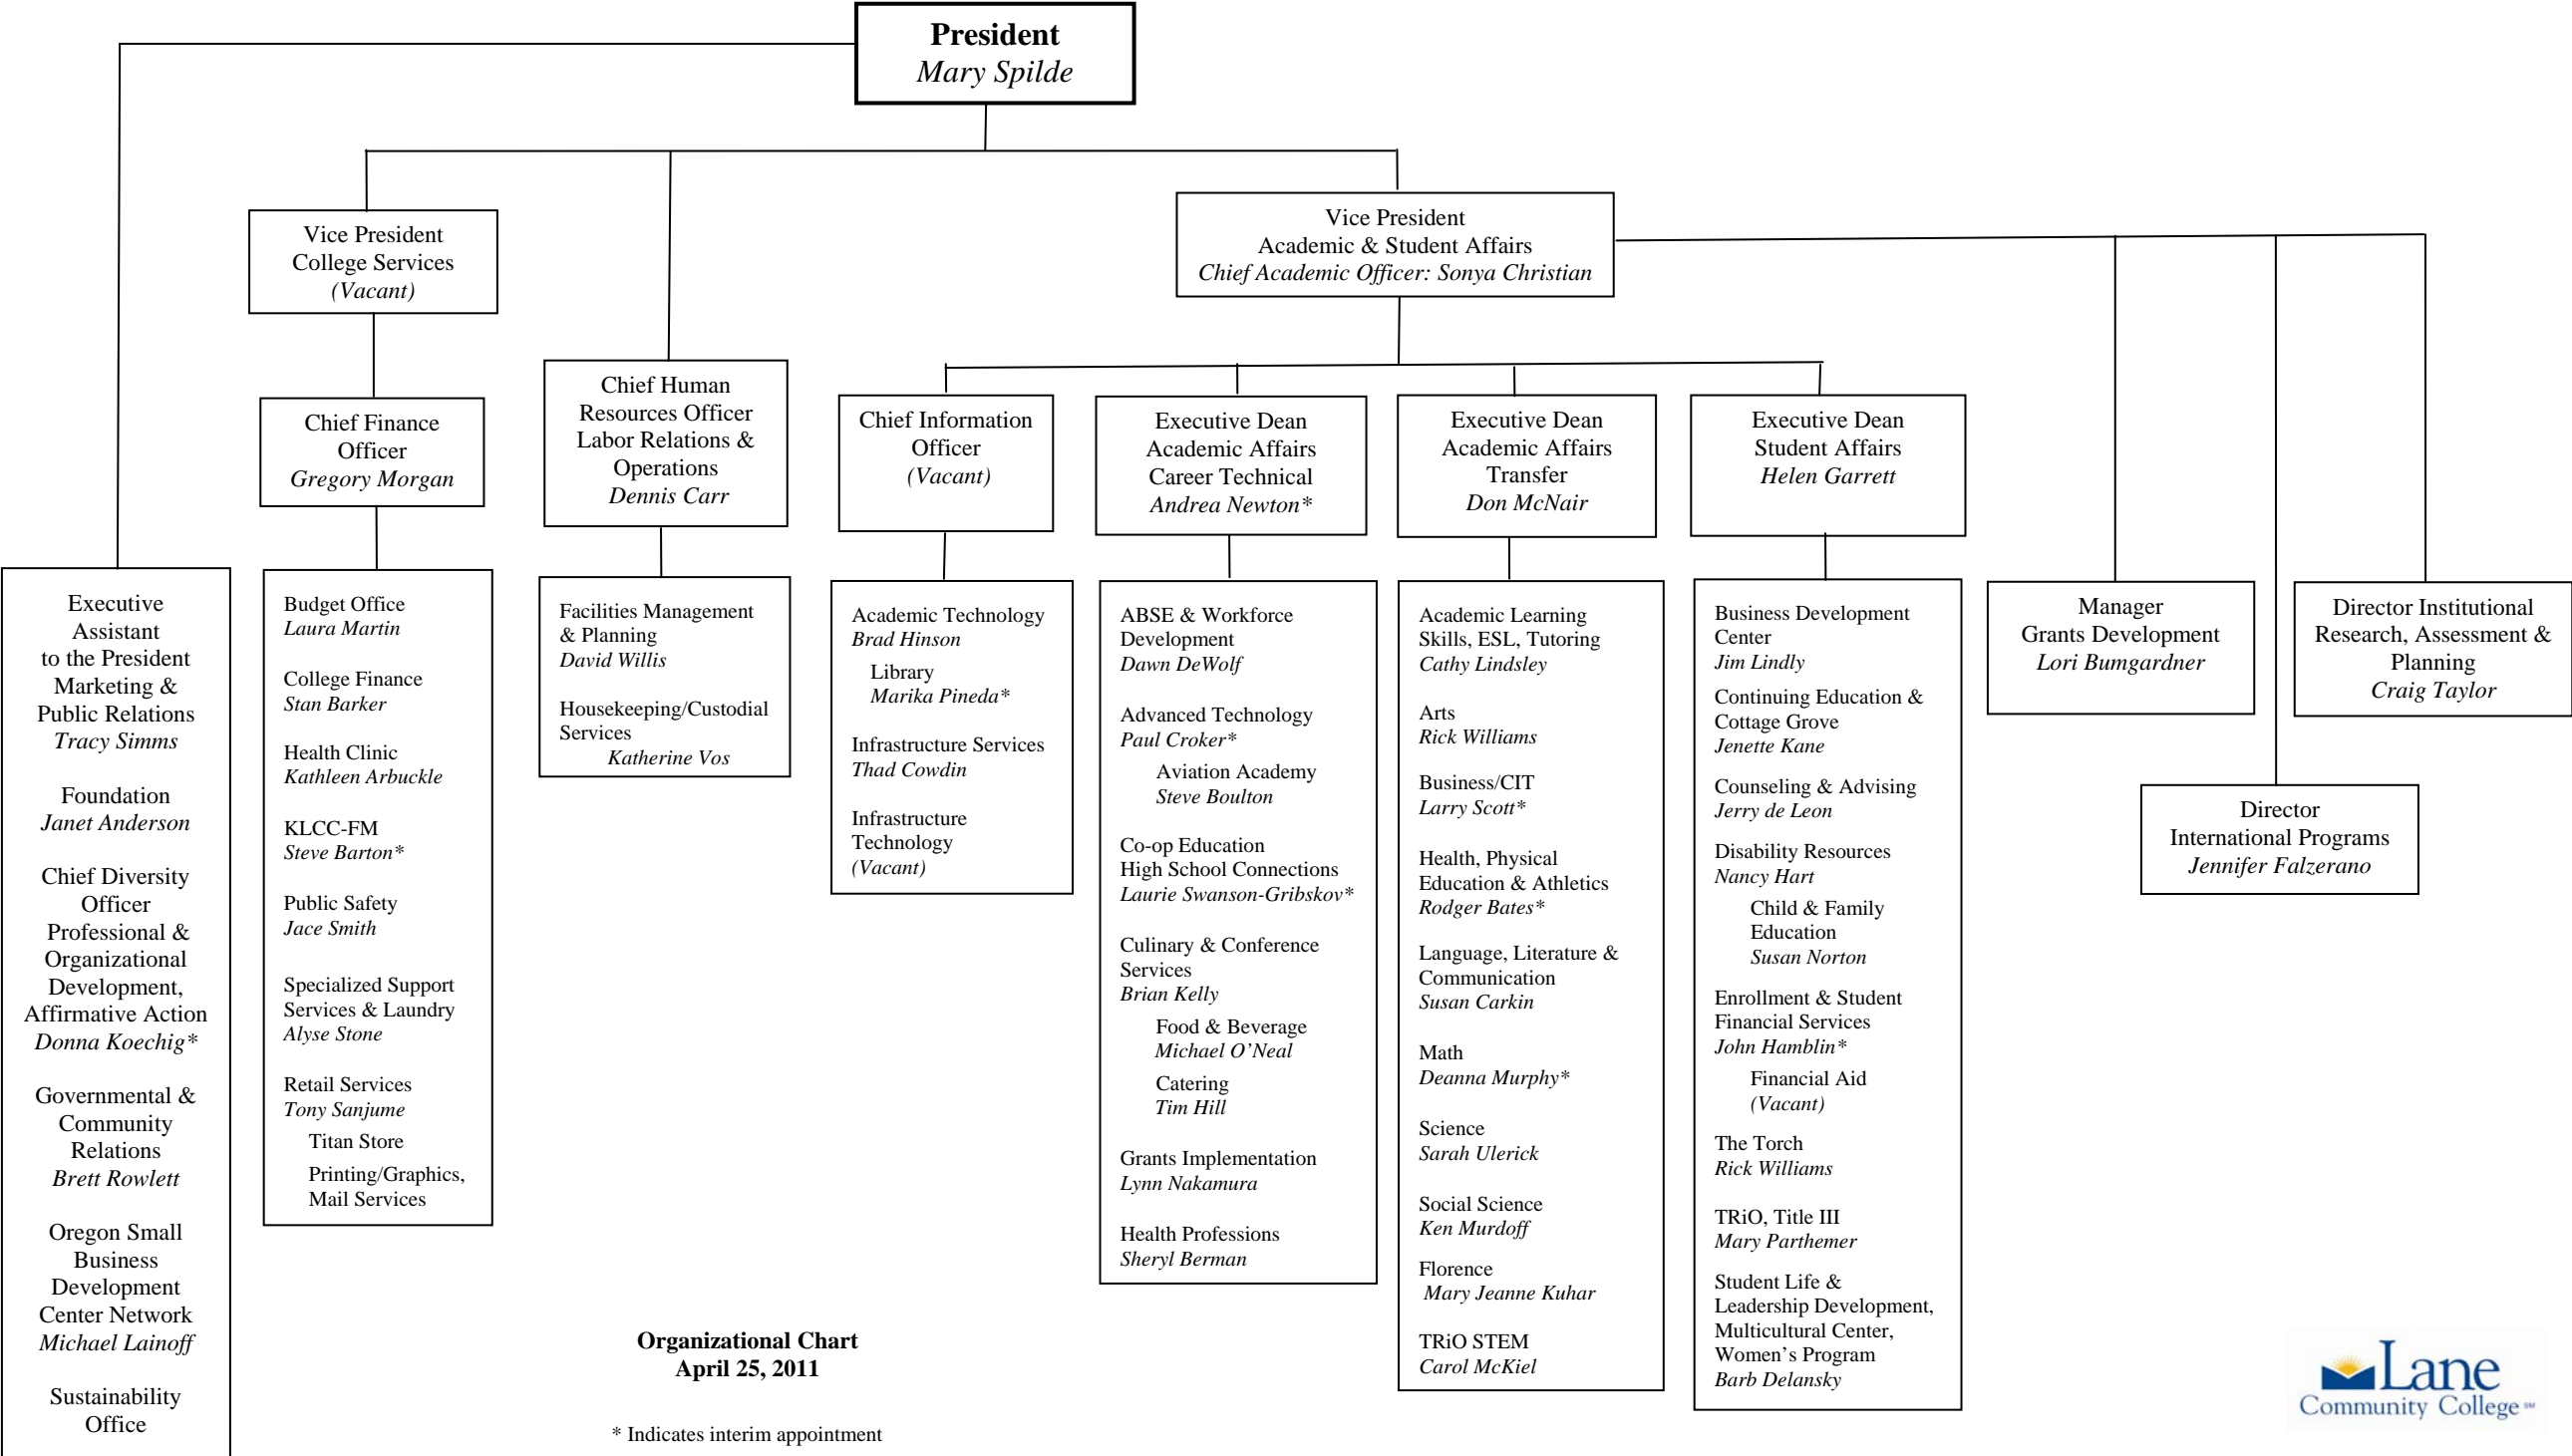 President
Mary Spilde
Vice President
College Services
(Vacant)
Vice President
Academic & Student Affairs
Chief Academic Officer: Sonya Christian
Chief Finance
Officer
Gregory Morgan
Chief Human
Resources Officer
Labor Relations &
Operations
Dennis Carr
Chief Information
Officer
(Vacant)
Executive Dean
Academic Affairs
Career Technical
Andrea Newton*
Executive Dean
Academic Affairs
Transfer
Don McNair
Executive Dean
Student Affairs
Helen Garrett
Executive
Assistant
to the President
Marketing &
Public Relations
Tracy Simms
Foundation
Janet Anderson
Chief Diversity
Officer
Professional &
Organizational
Development,
Affirmative Action
Donna Koechig*
Governmental &
Community
Relations
Brett Rowlett
Oregon Small
Business
Development
Center Network
Michael Lainoff
Sustainability
Office
Budget Office
Laura Martin
College Finance
Stan Barker
Health Clinic
Kathleen Arbuckle
KLCC-FM
Steve Barton*
Public Safety
Jace Smith
Specialized Support
Services & Laundry
Alyse Stone
Retail Services
Tony Sanjume
Titan Store
Printing/Graphics,
Mail Services
Facilities Management
& Planning
David Willis
Housekeeping/Custodial
Services
Katherine Vos
Academic Technology
Brad Hinson
Library
Marika Pineda*
Infrastructure Services
Thad Cowdin
Infrastructure
Technology
(Vacant)
ABSE & Workforce
Development
Dawn DeWolf
Advanced Technology
Paul Croker*
Aviation Academy
Steve Boulton
Co-op Education
High School Connections
Laurie Swanson-Gribskov*
Culinary & Conference
Services
Brian Kelly
Food & Beverage
Michael O’Neal
Catering
Tim Hill
Grants Implementation
Lynn Nakamura
Health Professions
Sheryl Berman
Academic Learning
Skills, ESL, Tutoring
Cathy Lindsley
Arts
Rick Williams
Business/CIT
Larry Scott*
Health, Physical
Education & Athletics
Rodger Bates*
Language, Literature &
Communication
Susan Carkin
Math
Deanna Murphy*
Science
Sarah Ulerick
Social Science
Ken Murdoff
Florence
Mary Jeanne Kuhar
TRiO STEM
Carol McKiel
Business Development
Center
Jim Lindly
Continuing Education &
Cottage Grove
Jenette Kane
Counseling & Advising
Jerry de Leon
Disability Resources
Nancy Hart
Child & Family
Education
Susan Norton
Enrollment & Student
Financial Services
John Hamblin*
Financial Aid
(Vacant)
The Torch
Rick Williams
TRiO, Title III
Mary Parthemer
Student Life &
Leadership Development,
Multicultural Center,
Women’s Program
Barb Delansky
Manager
Grants Development
Lori Bumgardner
Director Institutional
Research, Assessment &
Planning
Craig Taylor
Director
International Programs
Jennifer Falzerano
Organizational Chart
April 25, 2011
* Indicates interim appointment
Lane
Community College SM